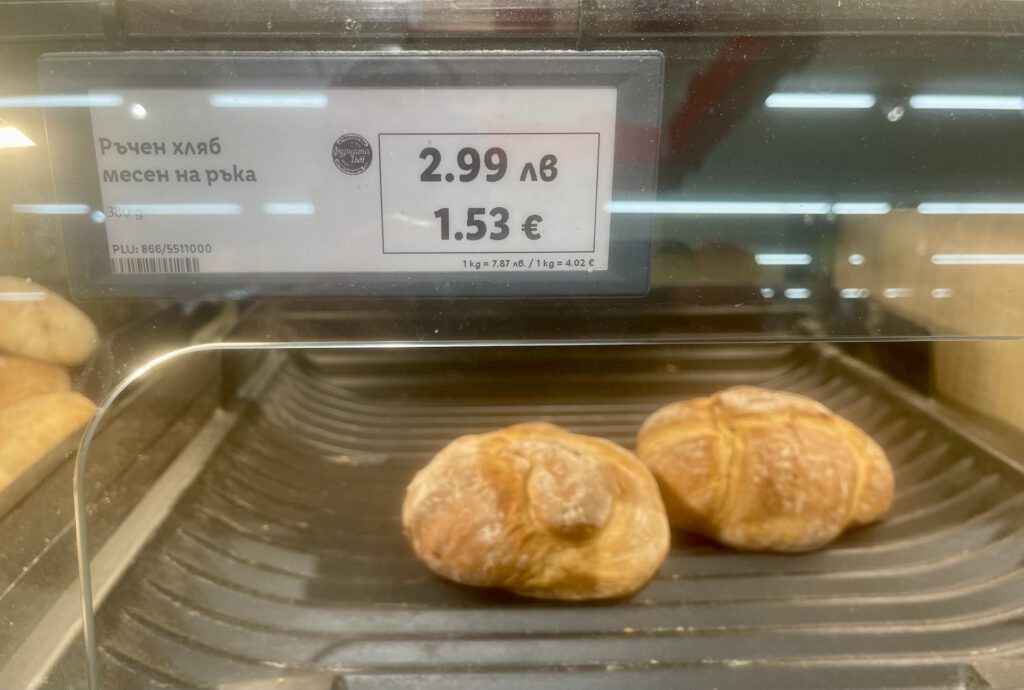 Ръчен хляб
месен на ръка
380 g
PLU: 866/5511000
2.99 лв
1.53 €
1 kg = 7.87 лв. / 1 kg = 4.02 €